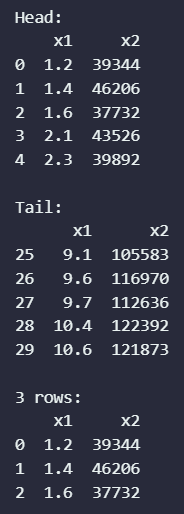 Head:
x1 x2
0 1.2 39344
1 1.4 46206
2 1.6 37732
3 2.1 43526
4 2.3 39892
Tail:
x1 x2
25 9.1 105583
26 9.6 116970
27 9.7 112636
28 10.4 122392
29 10.6 121873
3 rows:
x1 x2
0 1.2 39344
1 1.4 46206
2 1.6 37732